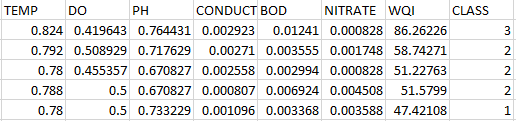 TEMP DO PH CONDUCT BOD NITRATE WQI CLASS
0.824 0.419643 0.764431 0.002923 0.01241 0.000828 86.26226 3
0.792 0.508929 0.717629 0.00271 0.003555 0.001748 58.74271 2
0.78 0.455357 0.670827 0.002558 0.002994 0.000828 51.22763 2
0.788 0.5 0.670827 0.000807 0.006924 0.004508 51.5799 2
0.78 0.5 0.733229 0.001096 0.003368 0.003588 47.42108 1